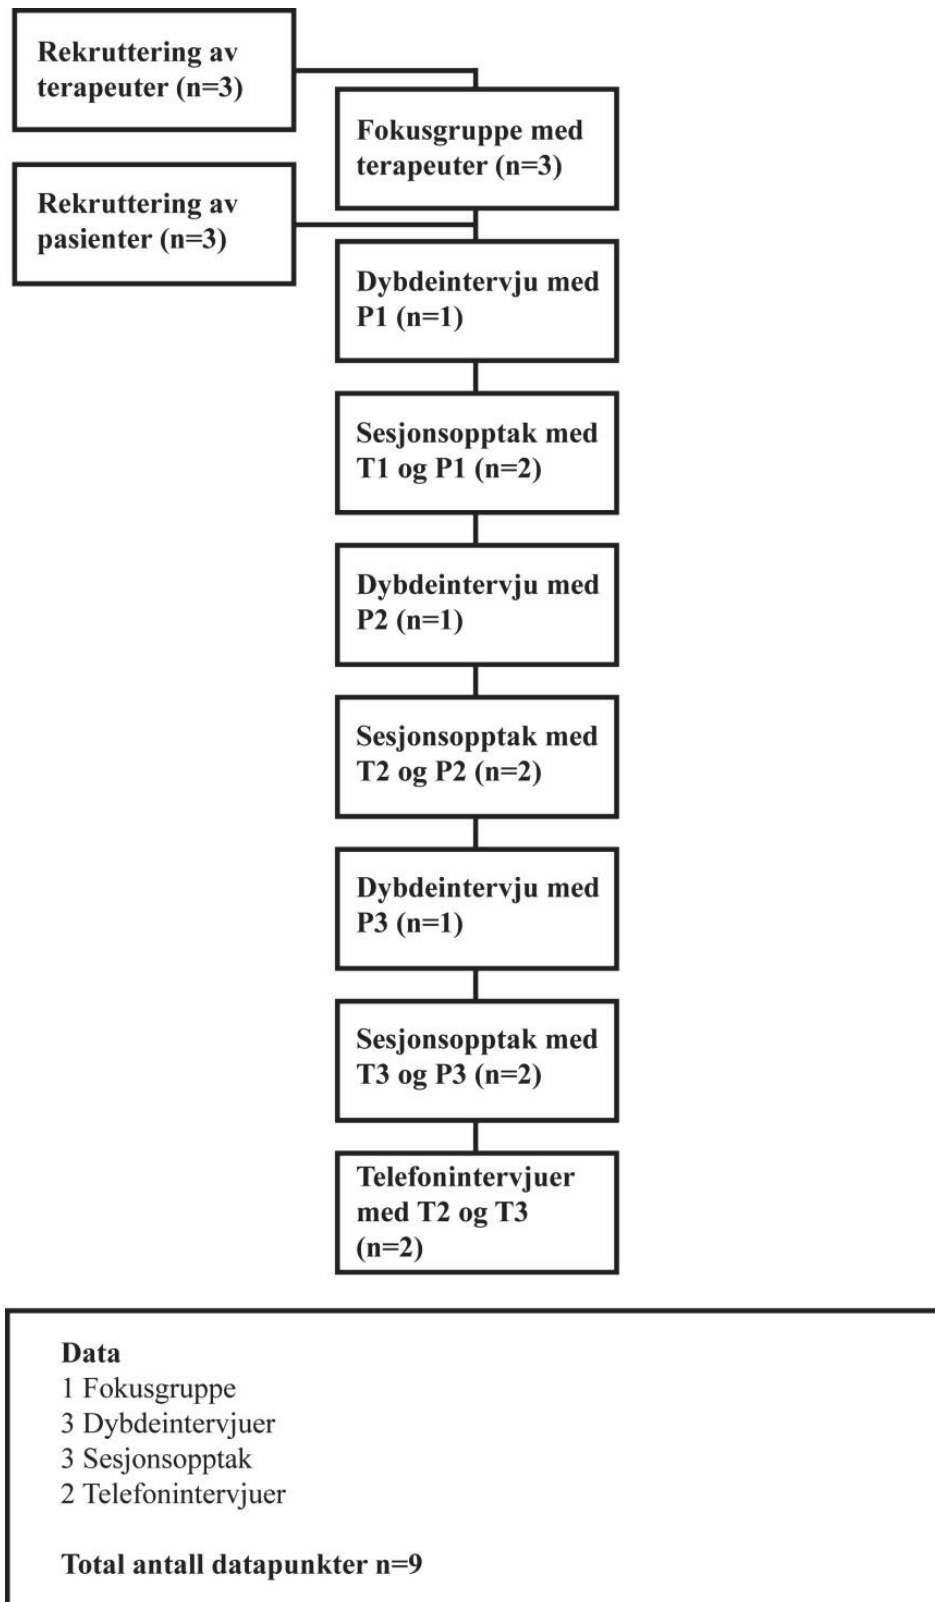 Rekruttering av
terapeuter (n=3)
Fokusgruppe med
terapeuter (n=3)
Rekruttering av
pasienter (n=3)
Dybdeintervju med
P1 (n=1)
Sesjonsopptak med
T1 og P1 (n=2)
Dybdeintervju med
P2 (n=1)
Sesjonsopptak med
T2 og P2 (n=2)
Dybdeintervju med
P3 (n=1)
Sesjonsopptak med
T3 og P3 (n=2)
Telefonintervjuer
med T2 og T3
(n=2)
Data
1 Fokusgruppe
3 Dybdeintervjuer
3 Sesjonsopptak
2 Telefonintervjuer
Total antall datapunkter n=9